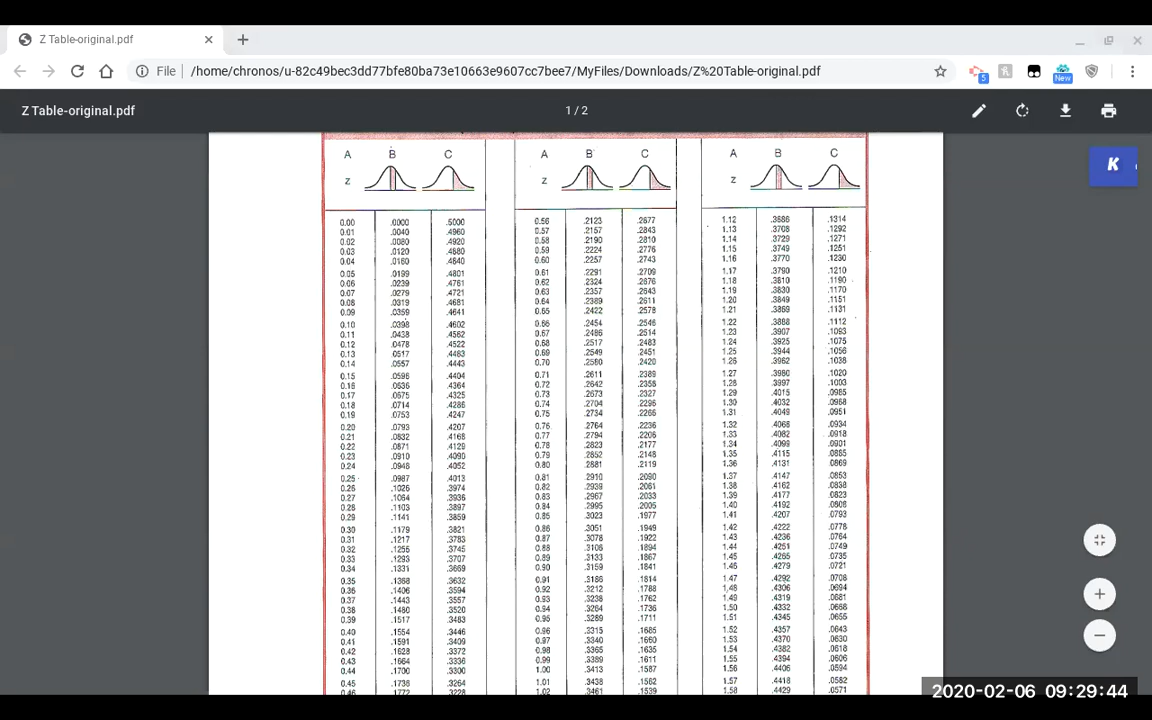 Z Table-original.pdf
File /home/chronos/u-82c49bec3dd77bfe80ba73e10663e9607cc7bee7/MyFiles/Downloads/Z%20Table-original.pdf
5
New
Z Table-original.pdf
1 / 2
K
A B C A B C A B C
z z z
0.00 .0000 .5000 0.56 .2123 .2877 1.12 .3686 .1314
0.01 .0040 .4960 0.57 .2157 .2843 1.13 .3708 .1292
0.02 .0080 .4920 0.58 .2190 .2810 1.14 .3729 .1271
0.03 .0120 .4880 0.59 .2224 .2776 1.15 .3749 .1251
0.04 .0160 .4840 0.60 .2257 .2743 1.16 .3770 .1230
0.05 .0199 .4801 0.61 .2291 .2709 1.17 .3790 .1210
0.06 .0239 .4761 0.62 .2324 .2676 1.18 .3810 .1190
0.07 .0279 .4721 0.63 .2357 .2643 1.19 .3830 .1170
0.08 .0319 .4681 0.64 .2389 .2611 1.20 .3849 .1151
0.09 .0359 .4641 0.65 .2422 .2578 1.21 .3869 .1131
0.10 .0398 .4602 0.66 .2454 .2546 1.22 .3888 .1112
0.11 .0438 .4562 0.67 .2486 .2514 1.23 .3907 .1093
0.12 .0478 .4522 0.68 .2517 .2483 1.24 .3925 .1075
0.13 .0517 .4483 0.69 .2549 .2451 1.25 .3944 .1056
0.14 .0557 .4443 0.70 .2580 .2420 1.26 .3962 .1038
0.15 .0596 .4404 0.71 .2611 .2389 1.27 .3980 .1020
0.16 .0636 .4364 0.72 .2642 .2358 1.28 .3997 .1003
0.17 .0675 .4325 0.73 .2673 .2327 1.29 .4015 .0985
0.18 .0714 .4286 0.74 .2704 .2296 1.30 .4032 .0968
0.19 .0753 .4247 0.75 .2734 .2266 1.31 .4049 .0951
0.20 .0793 .4207 0.76 .2764 .2236 1.32 .4066 .0934
0.21 .0832 .4168 0.77 .2794 .2206 1.33 .4082 .0918
0.22 .0871 .4129 0.78 .2823 .2177 1.34 .4099 .0901
0.23 .0910 .4090 0.79 .2852 .2148 1.35 .4115 .0885
0.24 .0948 .4052 0.80 .2881 .2119 1.36 .4131 .0869
0.25 .0987 .4013 0.81 .2910 .2090 1.37 .4147 .0853
0.26 .1026 .3974 0.82 .2939 .2061 1.38 .4162 .0838
0.27 .1064 .3936 0.83 .2967 .2033 1.39 .4177 .0823
0.28 .1103 .3897 0.84 .2995 .2005 1.40 .4192 .0808
0.29 .1141 .3859 0.85 .3023 .1977 1.41 .4207 .0793
0.30 .1179 .3821 0.86 .3051 .1949 1.42 .4222 .0778
0.31 .1217 .3783 0.87 .3078 .1922 1.43 .4236 .0764
0.32 .1255 .3745 0.88 .3106 .1894 1.44 .4251 .0749
0.33 .1293 .3707 0.89 .3133 .1867 1.45 .4265 .0735
0.34 .1331 .3669 0.90 .3159 .1841 1.46 .4279 .0721
0.35 .1368 .3632 0.91 .3186 .1814 1.47 .4292 .0708
0.36 .1406 .3594 0.92 .3212 .1788 1.48 .4306 .0694
0.37 .1443 .3557 0.93 .3238 .1762 1.49 .4319 .0681
0.38 .1480 .3520 0.94 .3264 .1736 1.50 .4332 .0668
0.39 .1517 .3483 0.95 .3289 .1711 1.51 .4345 .0655
0.40 .1554 .3446 0.96 .3315 .1685 1.52 .4357 .0643
0.41 .1591 .3409 0.97 .3340 .1660 1.53 .4370 .0630
0.42 .1628 .3372 0.98 .3365 .1635 1.54 .4382 .0618
0.43 .1664 .3336 0.99 .3389 .1611 1.55 .4394 .0606
0.44 .1700 .3300 1.00 .3413 .1587 1.56 .4406 .0594
0.45 .1736 .3264 1.01 .3438 .1562 1.57 .4418 .0582
0.46 .1772 .3228 1.02 .3461 .1539 1.58 .4429 .0571
2020-02-06 09:29:44